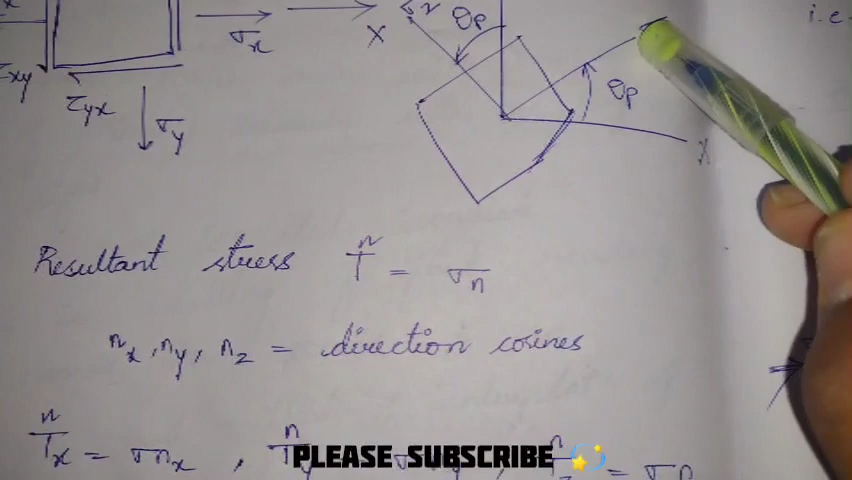 i.e
σx
X
θp
θp
X
τxy
τyx
σy
Resultant stress Tⁿ = σn
nx, ny, nz = direction cosines
Tⁿx = σnx ,
PLEASE SUBSCRIBE 💫